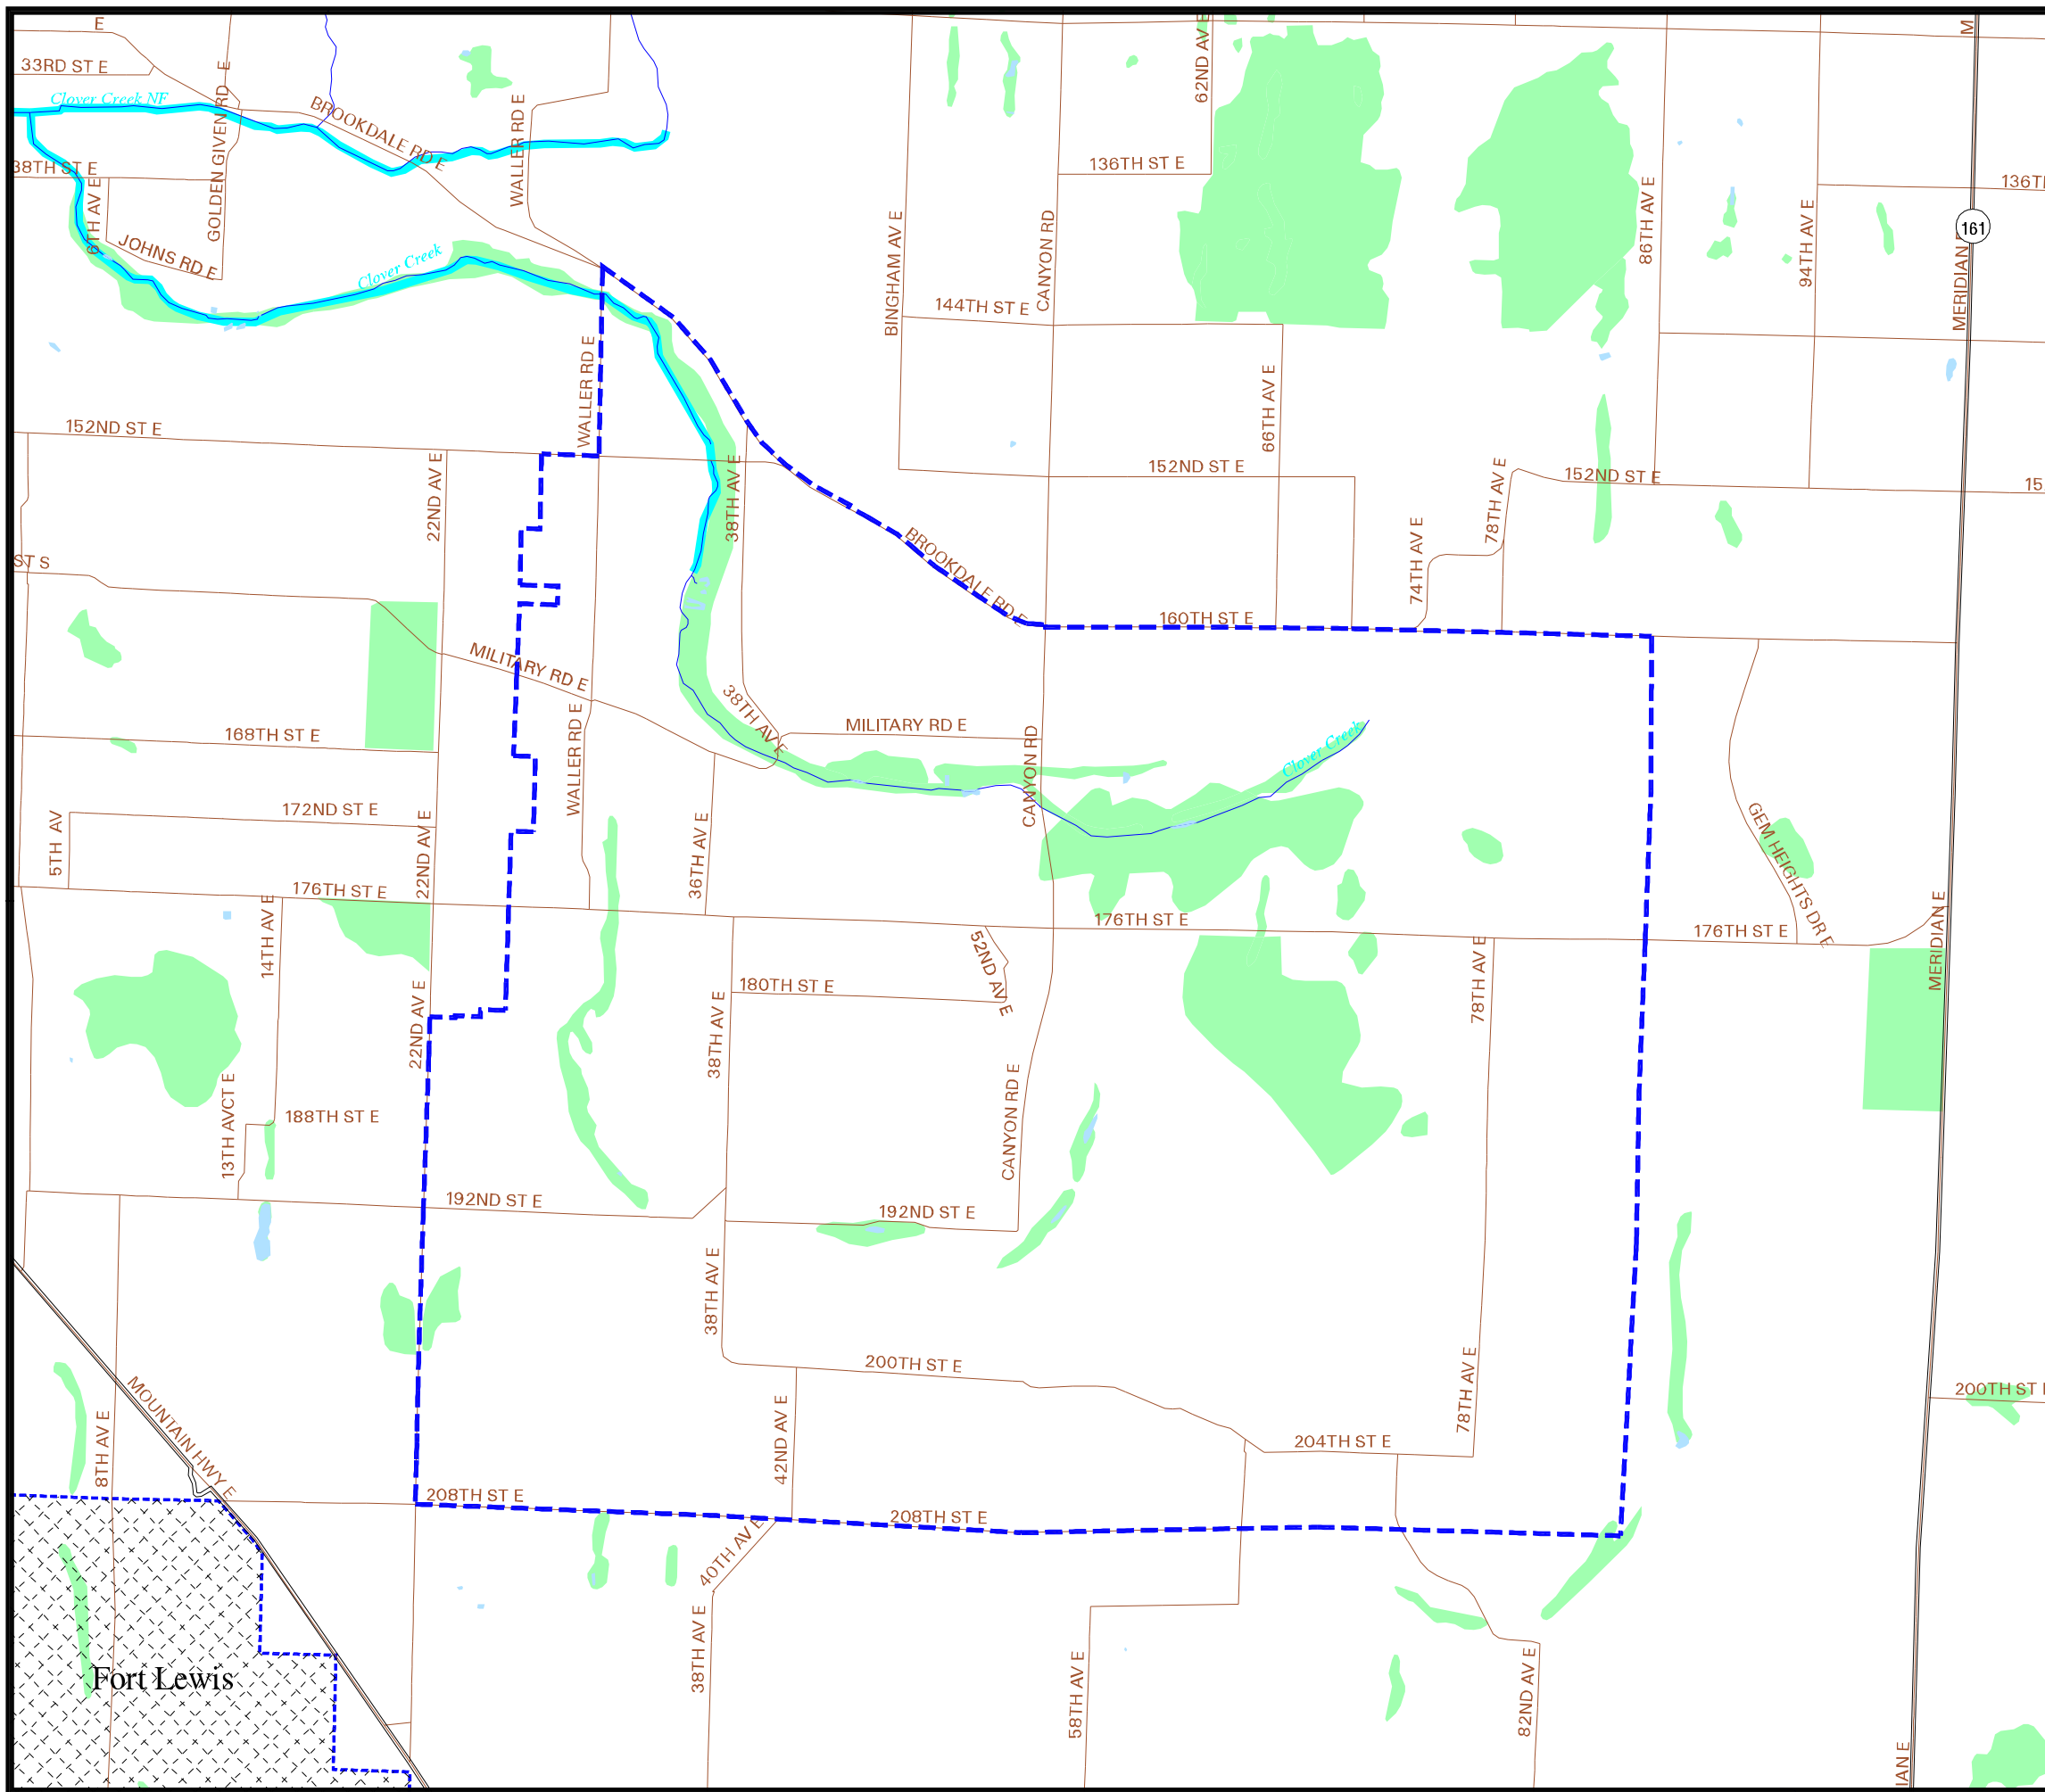 E
62ND AV E
M
33RD ST E
Clover Creek NF
GOLDEN GIVEN RD E
BROOKDALE RD E
WALLER RD E
38TH ST E
136TH ST E
136TH
6TH AV E
JOHNS RD E
Clover Creek
BINGHAM AV E
CANYON RD
86TH AV E
94TH AV E
161
MERIDIAN E
144TH ST E
WALLER RD E
66TH AV E
152ND ST E
22ND AV E
38TH AV E
152ND ST E
78TH AV E
152ND ST E
15
ST S
BROOKDALE RD E
74TH AV E
160TH ST E
MILITARY RD E
38TH AV E
MILITARY RD E
CANYON RD
Clover Creek
168TH ST E
WALLER RD E
172ND ST E
5TH AV
22ND AV E
36TH AV E
GEM HEIGHTS DR E
176TH ST E
176TH ST E
176TH ST E
14TH AV E
52ND AV E
78TH AV E
MERIDIAN E
180TH ST E
22ND AV E
38TH AV E
13TH AVCT E
188TH ST E
CANYON RD E
192ND ST E
192ND ST E
38TH AV E
200TH ST E
78TH AV E
200TH ST E
MOUNTAIN HWY E
8TH AV E
42ND AV E
204TH ST E
208TH ST E
208TH ST E
40TH AV E
38TH AV E
58TH AV E
82ND AV E
Fort Lewis
IAN E